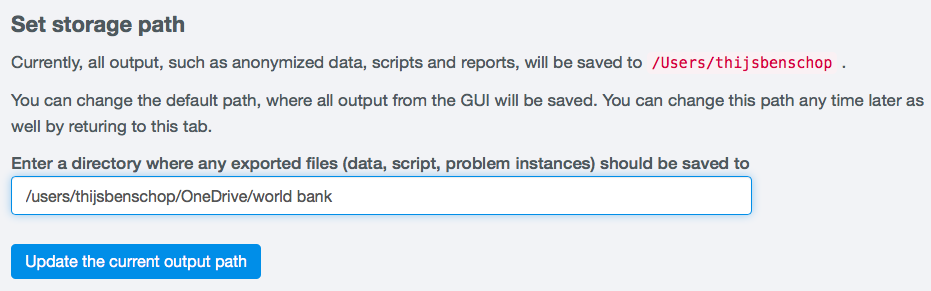 Set storage path
Currently, all output, such as anonymized data, scripts and reports, will be saved to /Users/thijsbenschop .
You can change the default path, where all output from the GUI will be saved. You can change this path any time later as
well by returing to this tab.
Enter a directory where any exported files (data, script, problem instances) should be saved to
/users/thijsbenschop/OneDrive/world bank
Update the current output path